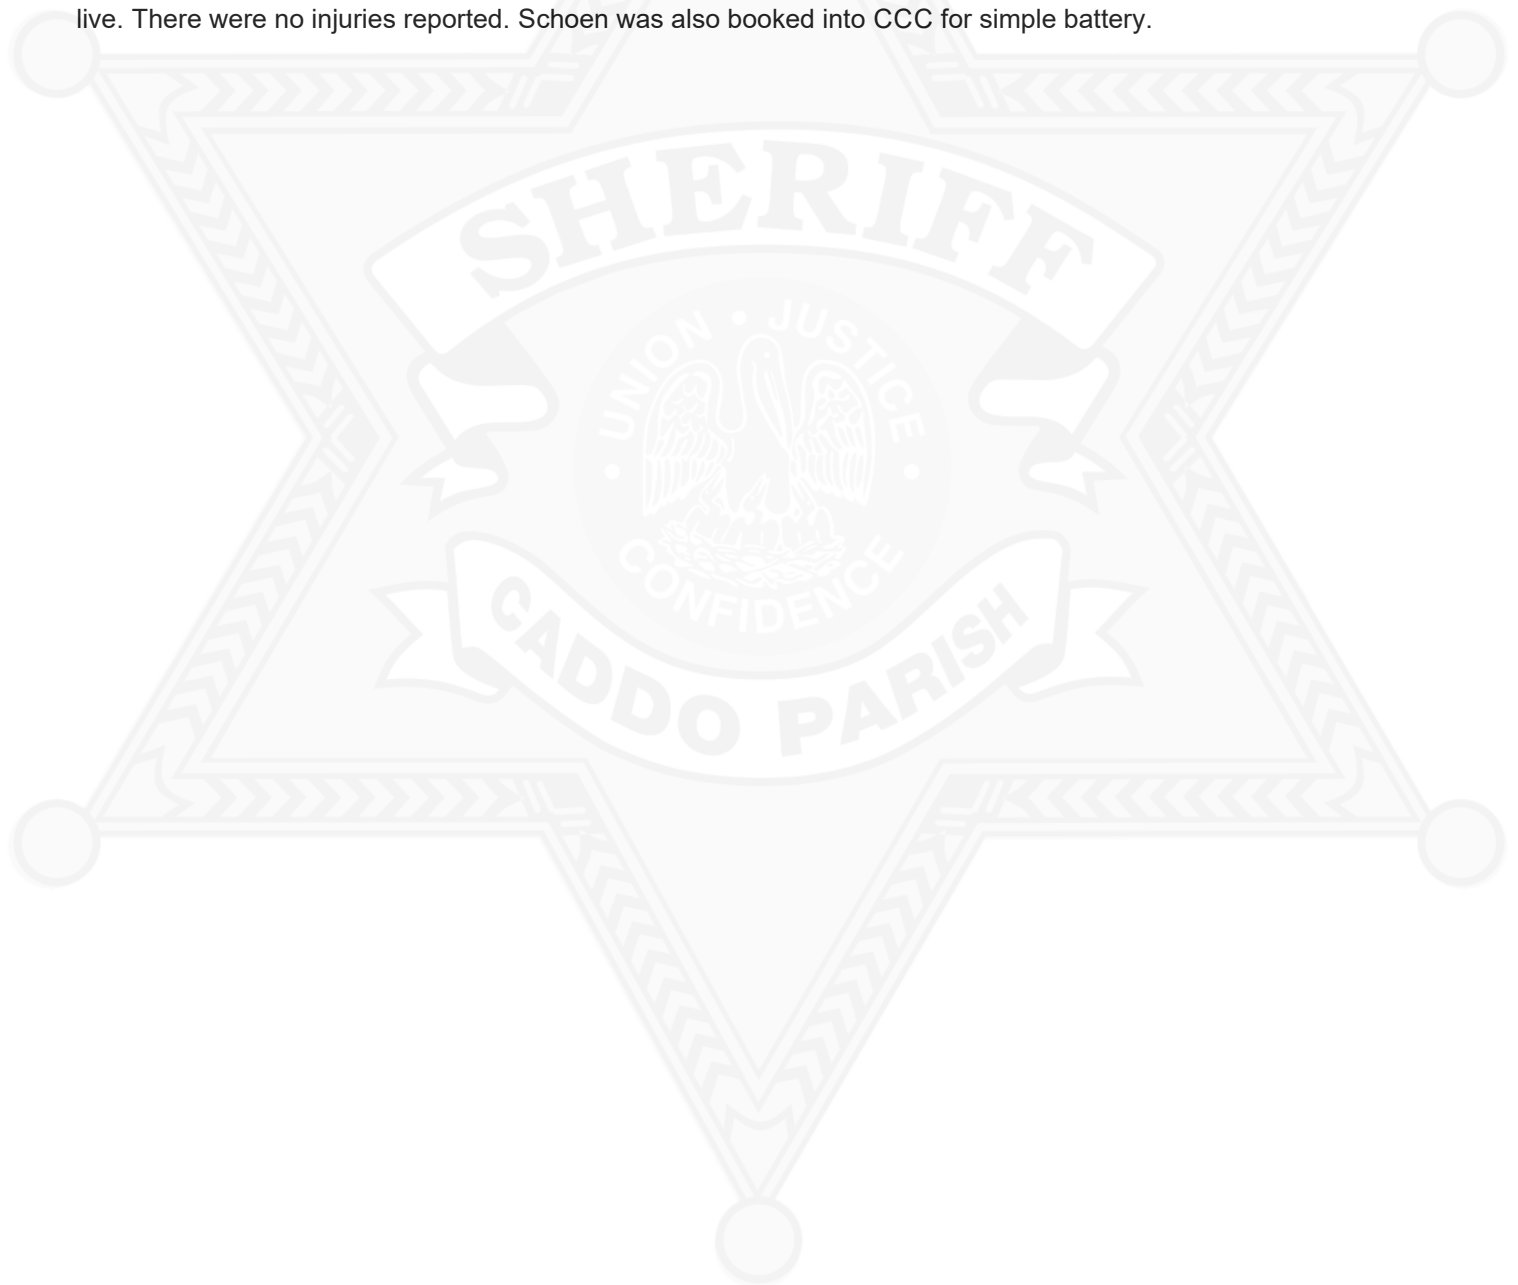 live. There were no injuries reported. Schoen was also booked into CCC for simple battery.
SHERIFF
UNION • JUSTICE
• CONFIDENCE •
CADDO PARISH